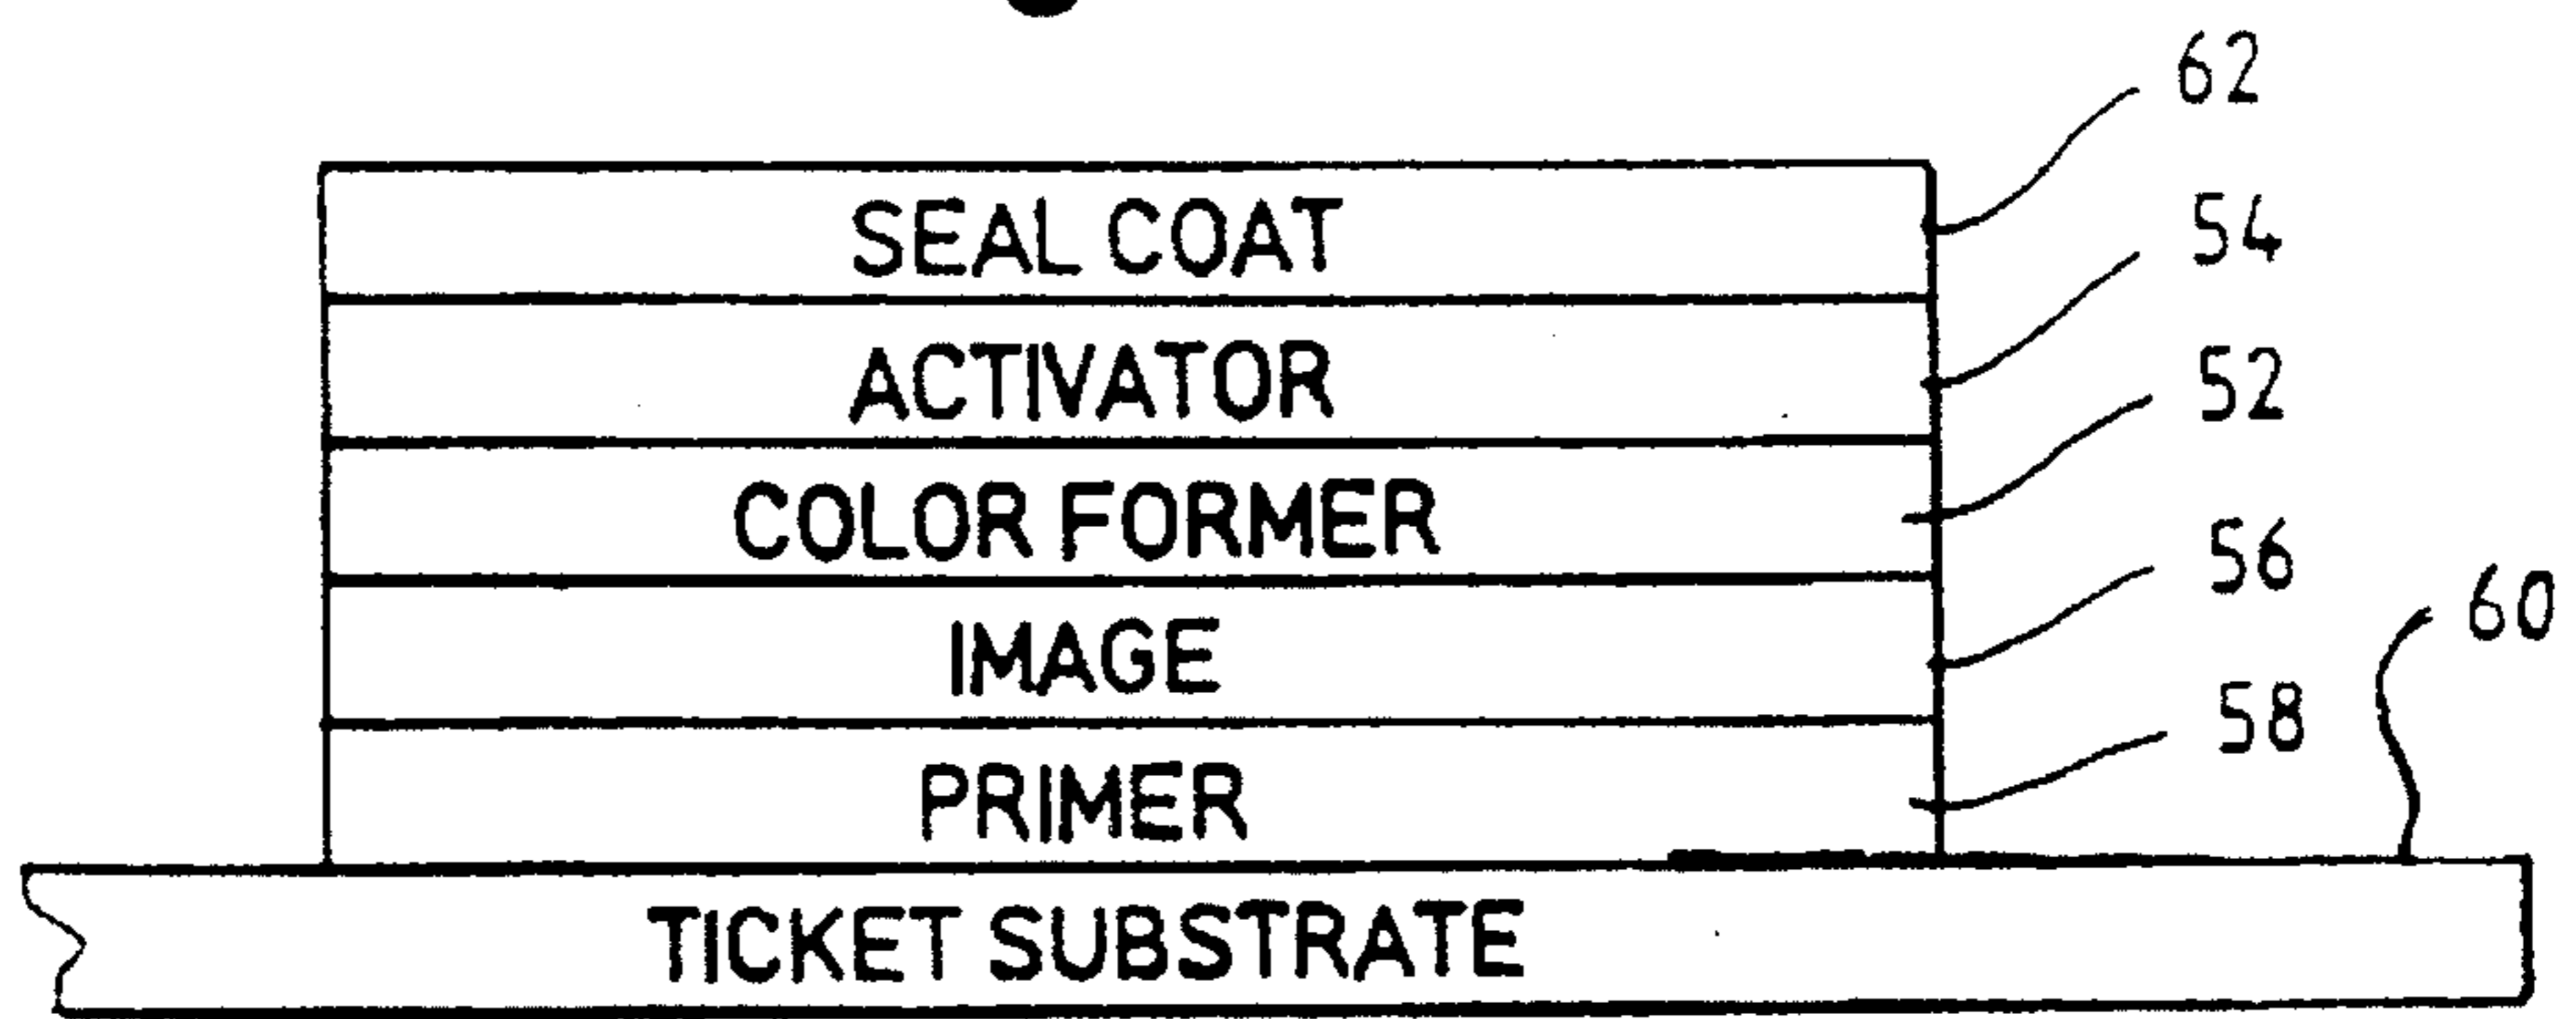 62
SEAL COAT
54
ACTIVATOR
52
COLOR FORMER
56
IMAGE
60
58
PRIMER
TICKET SUBSTRATE